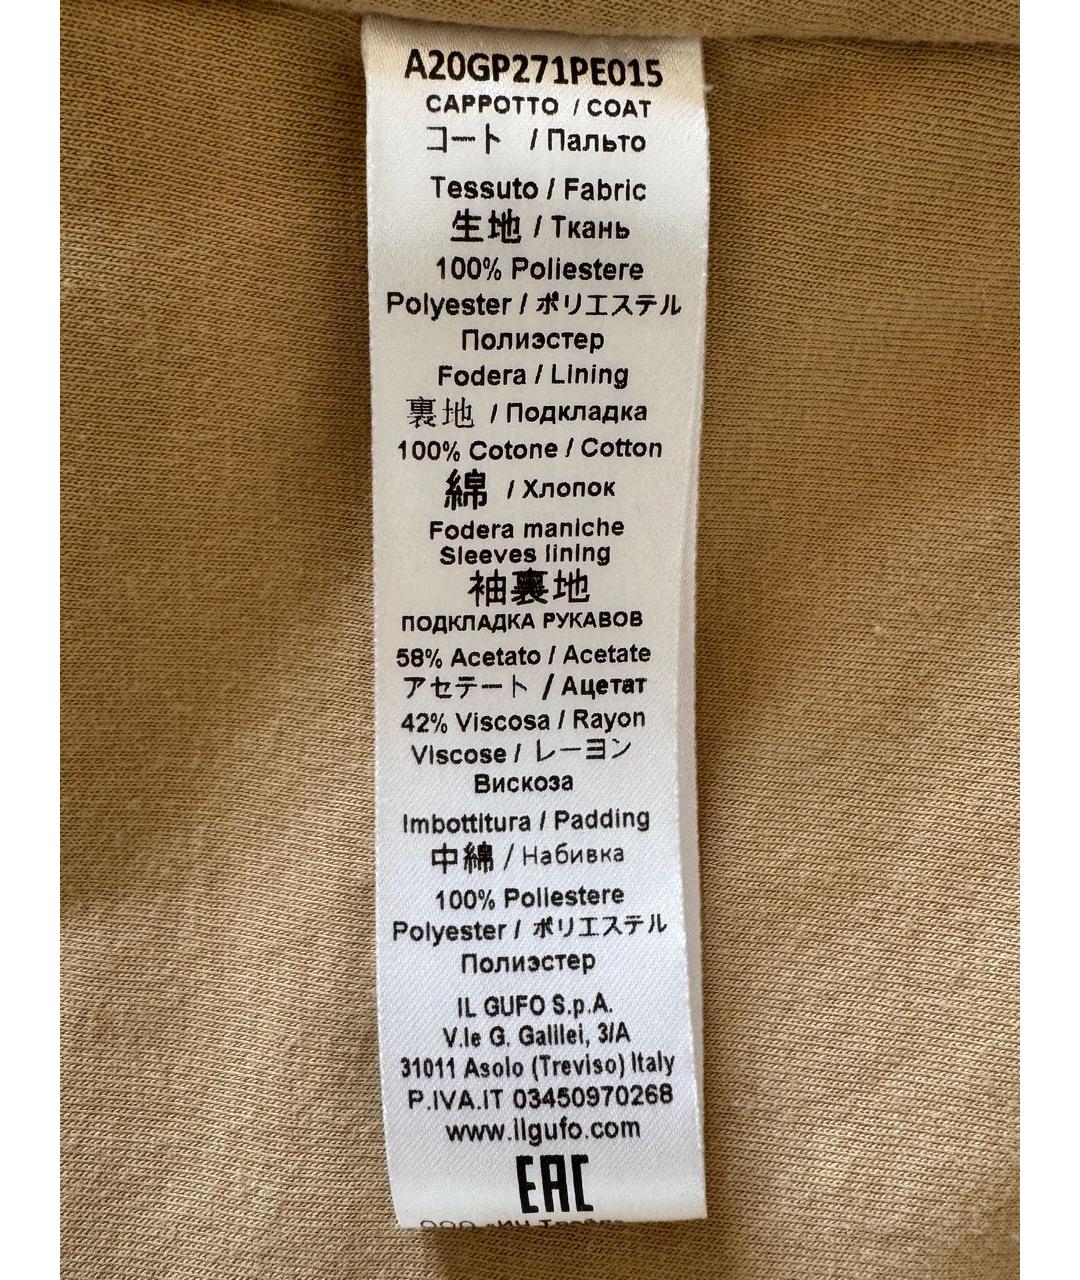 A20GP271PE015
CAPPOTTO / COAT
コート / Пальто
Tessuto / Fabric
生地 / Ткань
100% Poliestere
Polyester / ポリエステル
Полиэстер
Fodera / Lining
裏地 / Подкладка
100% Cotone / Cotton
綿 / Хлопок
Fodera maniche
Sleeves lining
袖裏地
ПОДКЛАДКА РУКАВОВ
58% Acetato / Acetate
アセテート / Ацетат
42% Viscosa / Rayon
Viscose / レーヨン
Вискоза
Imbottitura / Padding
中綿 / Набивка
100% Poliestere
Polyester / ポリエステル
Полиэстер
IL GUFO S.p.A.
V.le G. Galilei, 3/A
31011 Asolo (Treviso) Italy
P.IVA.IT 03450970268
www.ilgufo.com
EAC